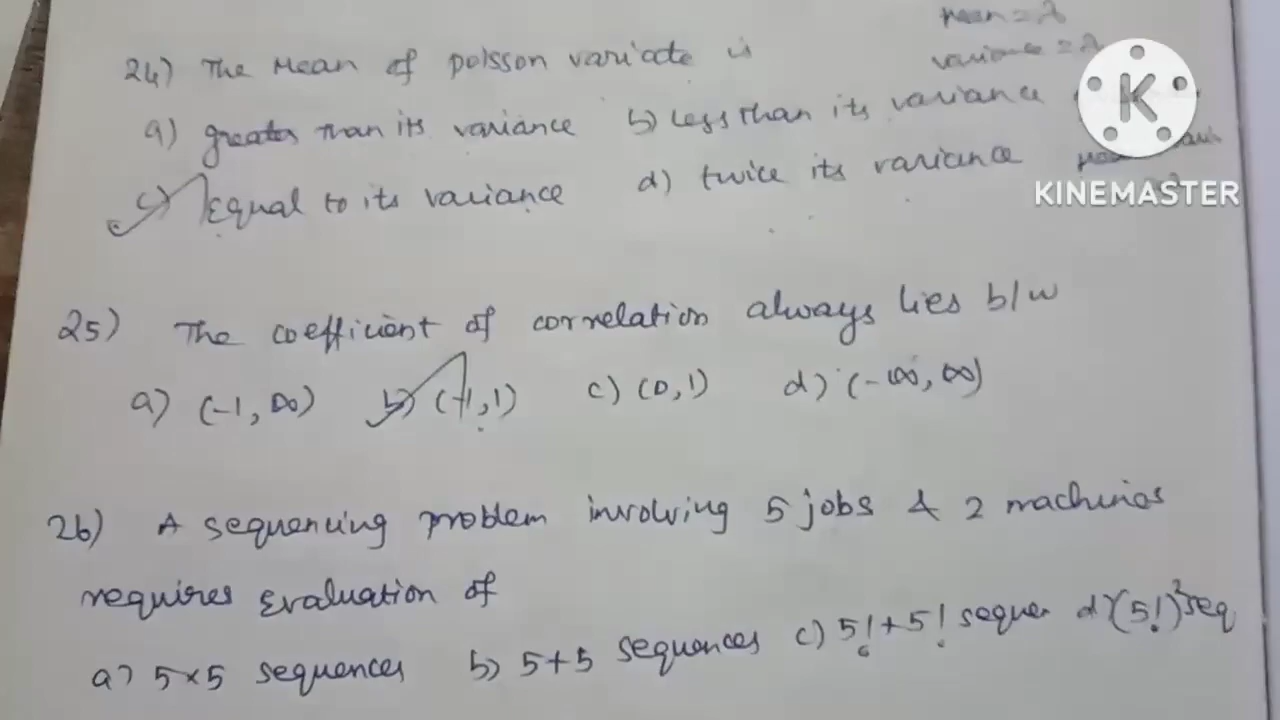 mean = λ
variance = λ
24) The Mean of poisson variate is
a) greater than its variance b) Less than its variance
c) Equal to its variance d) twice its variance
K
KINEMASTER
25) The coefficient of correlation always lies b/w
a) (-1, ∞) b) (-1, 1) c) (0, 1) d) (-∞, ∞)
26) A sequencing problem involving 5 jobs & 2 machines
requires Evaluation of
a) 5×5 sequences b) 5+5 sequences c) 5!+5! sequen d) (5!)² seq